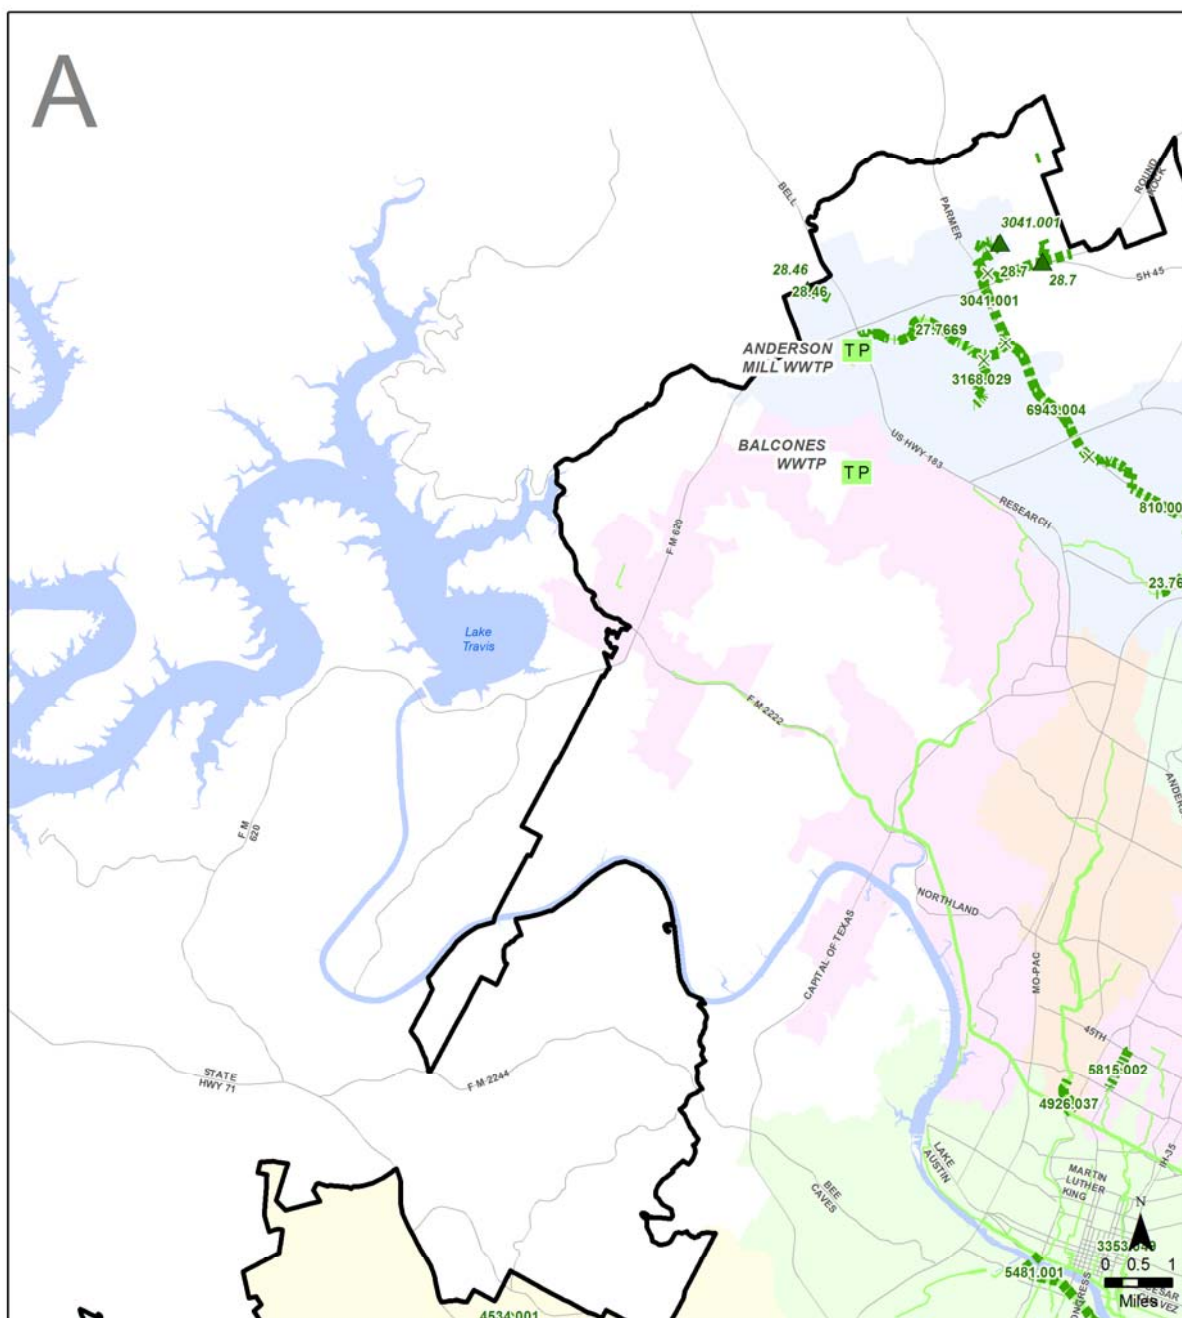 A
BELL
PARMER
ROUND
ROCK
3041.001
28.46
28.7
28.7
SH 45
28.46
3041.001
27.7669
ANDERSON
MILL WWTP
TP
3168.029
6943.004
US HWY 183
BALCONES
WWTP
TP
RESEARCH
810.00
F M 620
23.76
Lake
Travis
F M 2222
F M
620
NORTHLAND
CAPITAL OF TEXAS
MO-PAC
45TH
5815.002
4926.037
STATE
HWY 71
F M 2244
LAKE
AUSTIN
IH-35
MARTIN
LUTHER
KING
BEE
CAVES
N
5481.001
0 0.5 1
Miles
4534.001